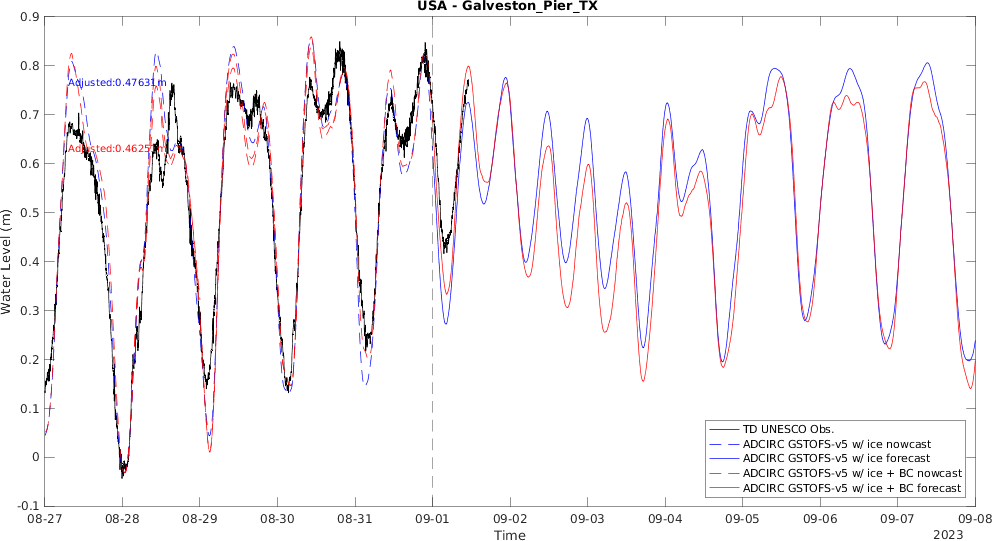 USA - Galveston_Pier_TX
0.9
0.8
0.7
0.6
0.5
0.4
0.3
0.2
0.1
0
-0.1
Water Level (m)
Adjusted:0.47631m
Adjusted:0.4625
TD UNESCO Obs.
ADCIRC GSTOFS-v5 w/ ice nowcast
ADCIRC GSTOFS-v5 w/ ice forecast
ADCIRC GSTOFS-v5 w/ ice + BC nowcast
ADCIRC GSTOFS-v5 w/ ice + BC forecast
08-27 08-28 08-29 08-30 08-31 09-01 09-02 09-03 09-04 09-05 09-06 09-07 09-08
Time
2023